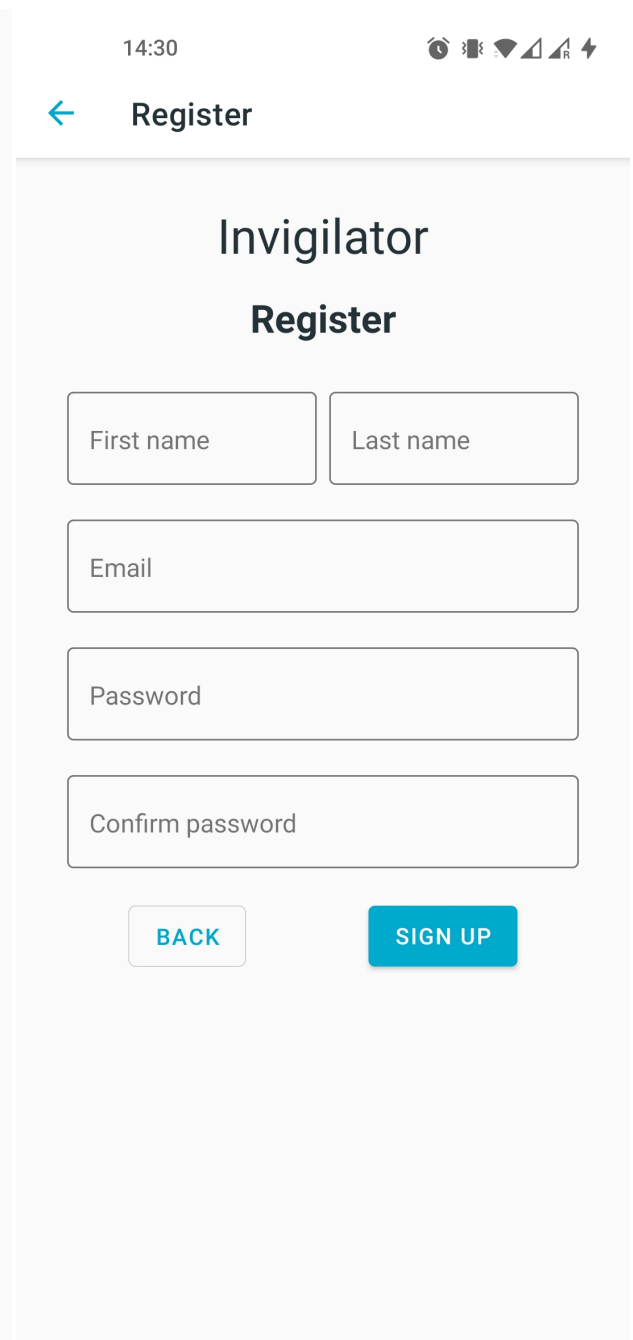 14:30
R
Register
Invigilator
Register
First name Last name
Email
Password
Confirm password
BACK SIGN UP